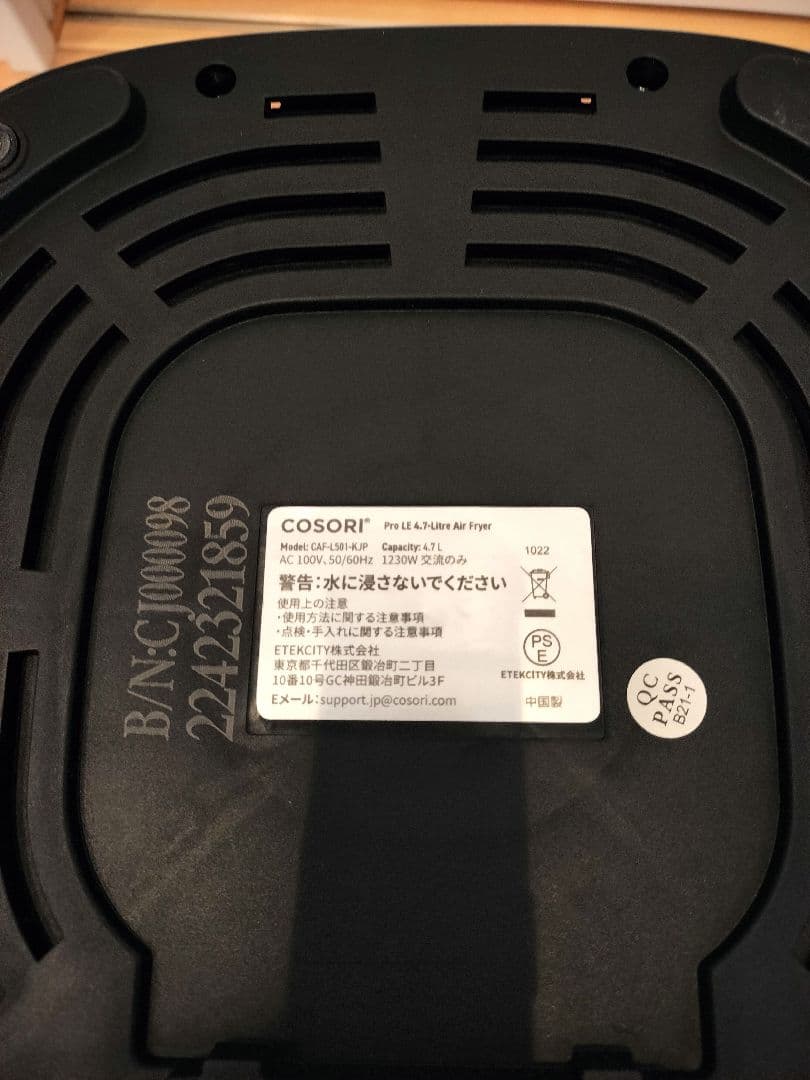 COSORI® Pro LE 4.7-Litre Air Fryer
Model: CAF-L501-KJP Capacity: 4.7 L
AC 100V, 50/60Hz 1230W 交流のみ
1022
警告:水に浸さないでください
使用上の注意
・使用方法に関する注意事項
・点検・手入れに関する注意事項
ETEKCITY株式会社
東京都千代田区鍛冶町二丁目
10番10号GC神田鍛冶町ビル3F
Eメール:support.jp@cosori.com
PS
E
ETEKCITY株式会社
中国製
B/N:CJ000098
2242321859
QC
PASS
B21-1